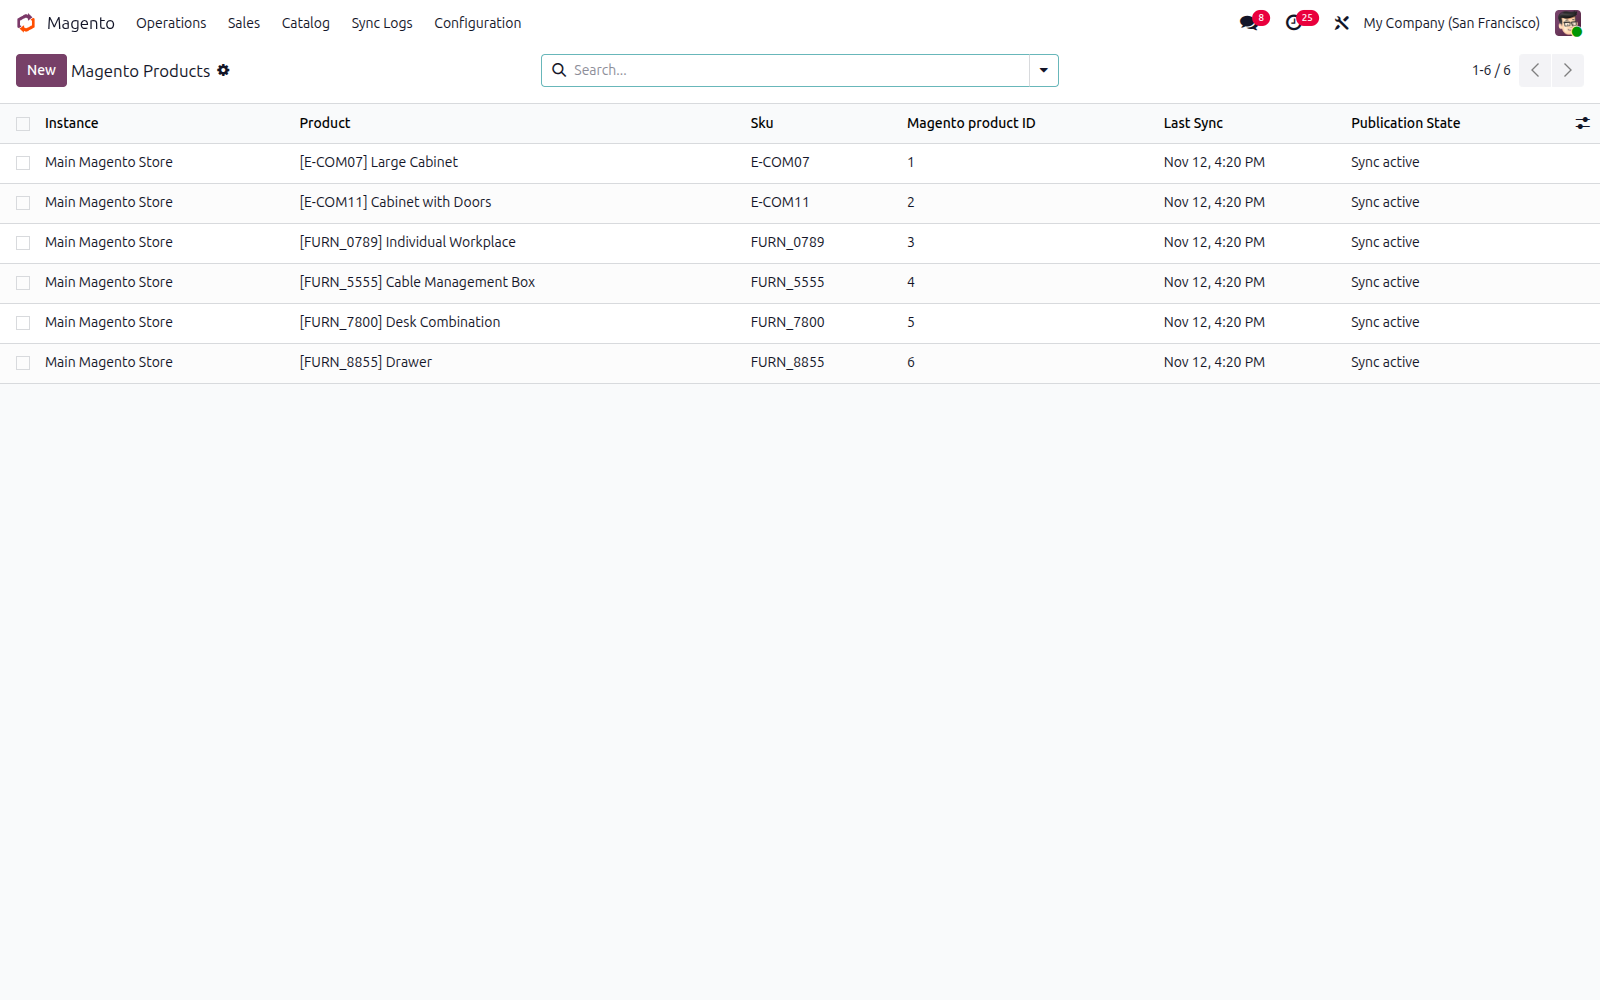 Magento Operations Sales Catalog Sync Logs Configuration 8 25 My Company (San Francisco)
New Magento Products Search... 1-6 / 6
Instance Product Sku Magento product ID Last Sync Publication State
Main Magento Store [E-COM07] Large Cabinet E-COM07 1 Nov 12, 4:20 PM Sync active
Main Magento Store [E-COM11] Cabinet with Doors E-COM11 2 Nov 12, 4:20 PM Sync active
Main Magento Store [FURN_0789] Individual Workplace FURN_0789 3 Nov 12, 4:20 PM Sync active
Main Magento Store [FURN_5555] Cable Management Box FURN_5555 4 Nov 12, 4:20 PM Sync active
Main Magento Store [FURN_7800] Desk Combination FURN_7800 5 Nov 12, 4:20 PM Sync active
Main Magento Store [FURN_8855] Drawer FURN_8855 6 Nov 12, 4:20 PM Sync active